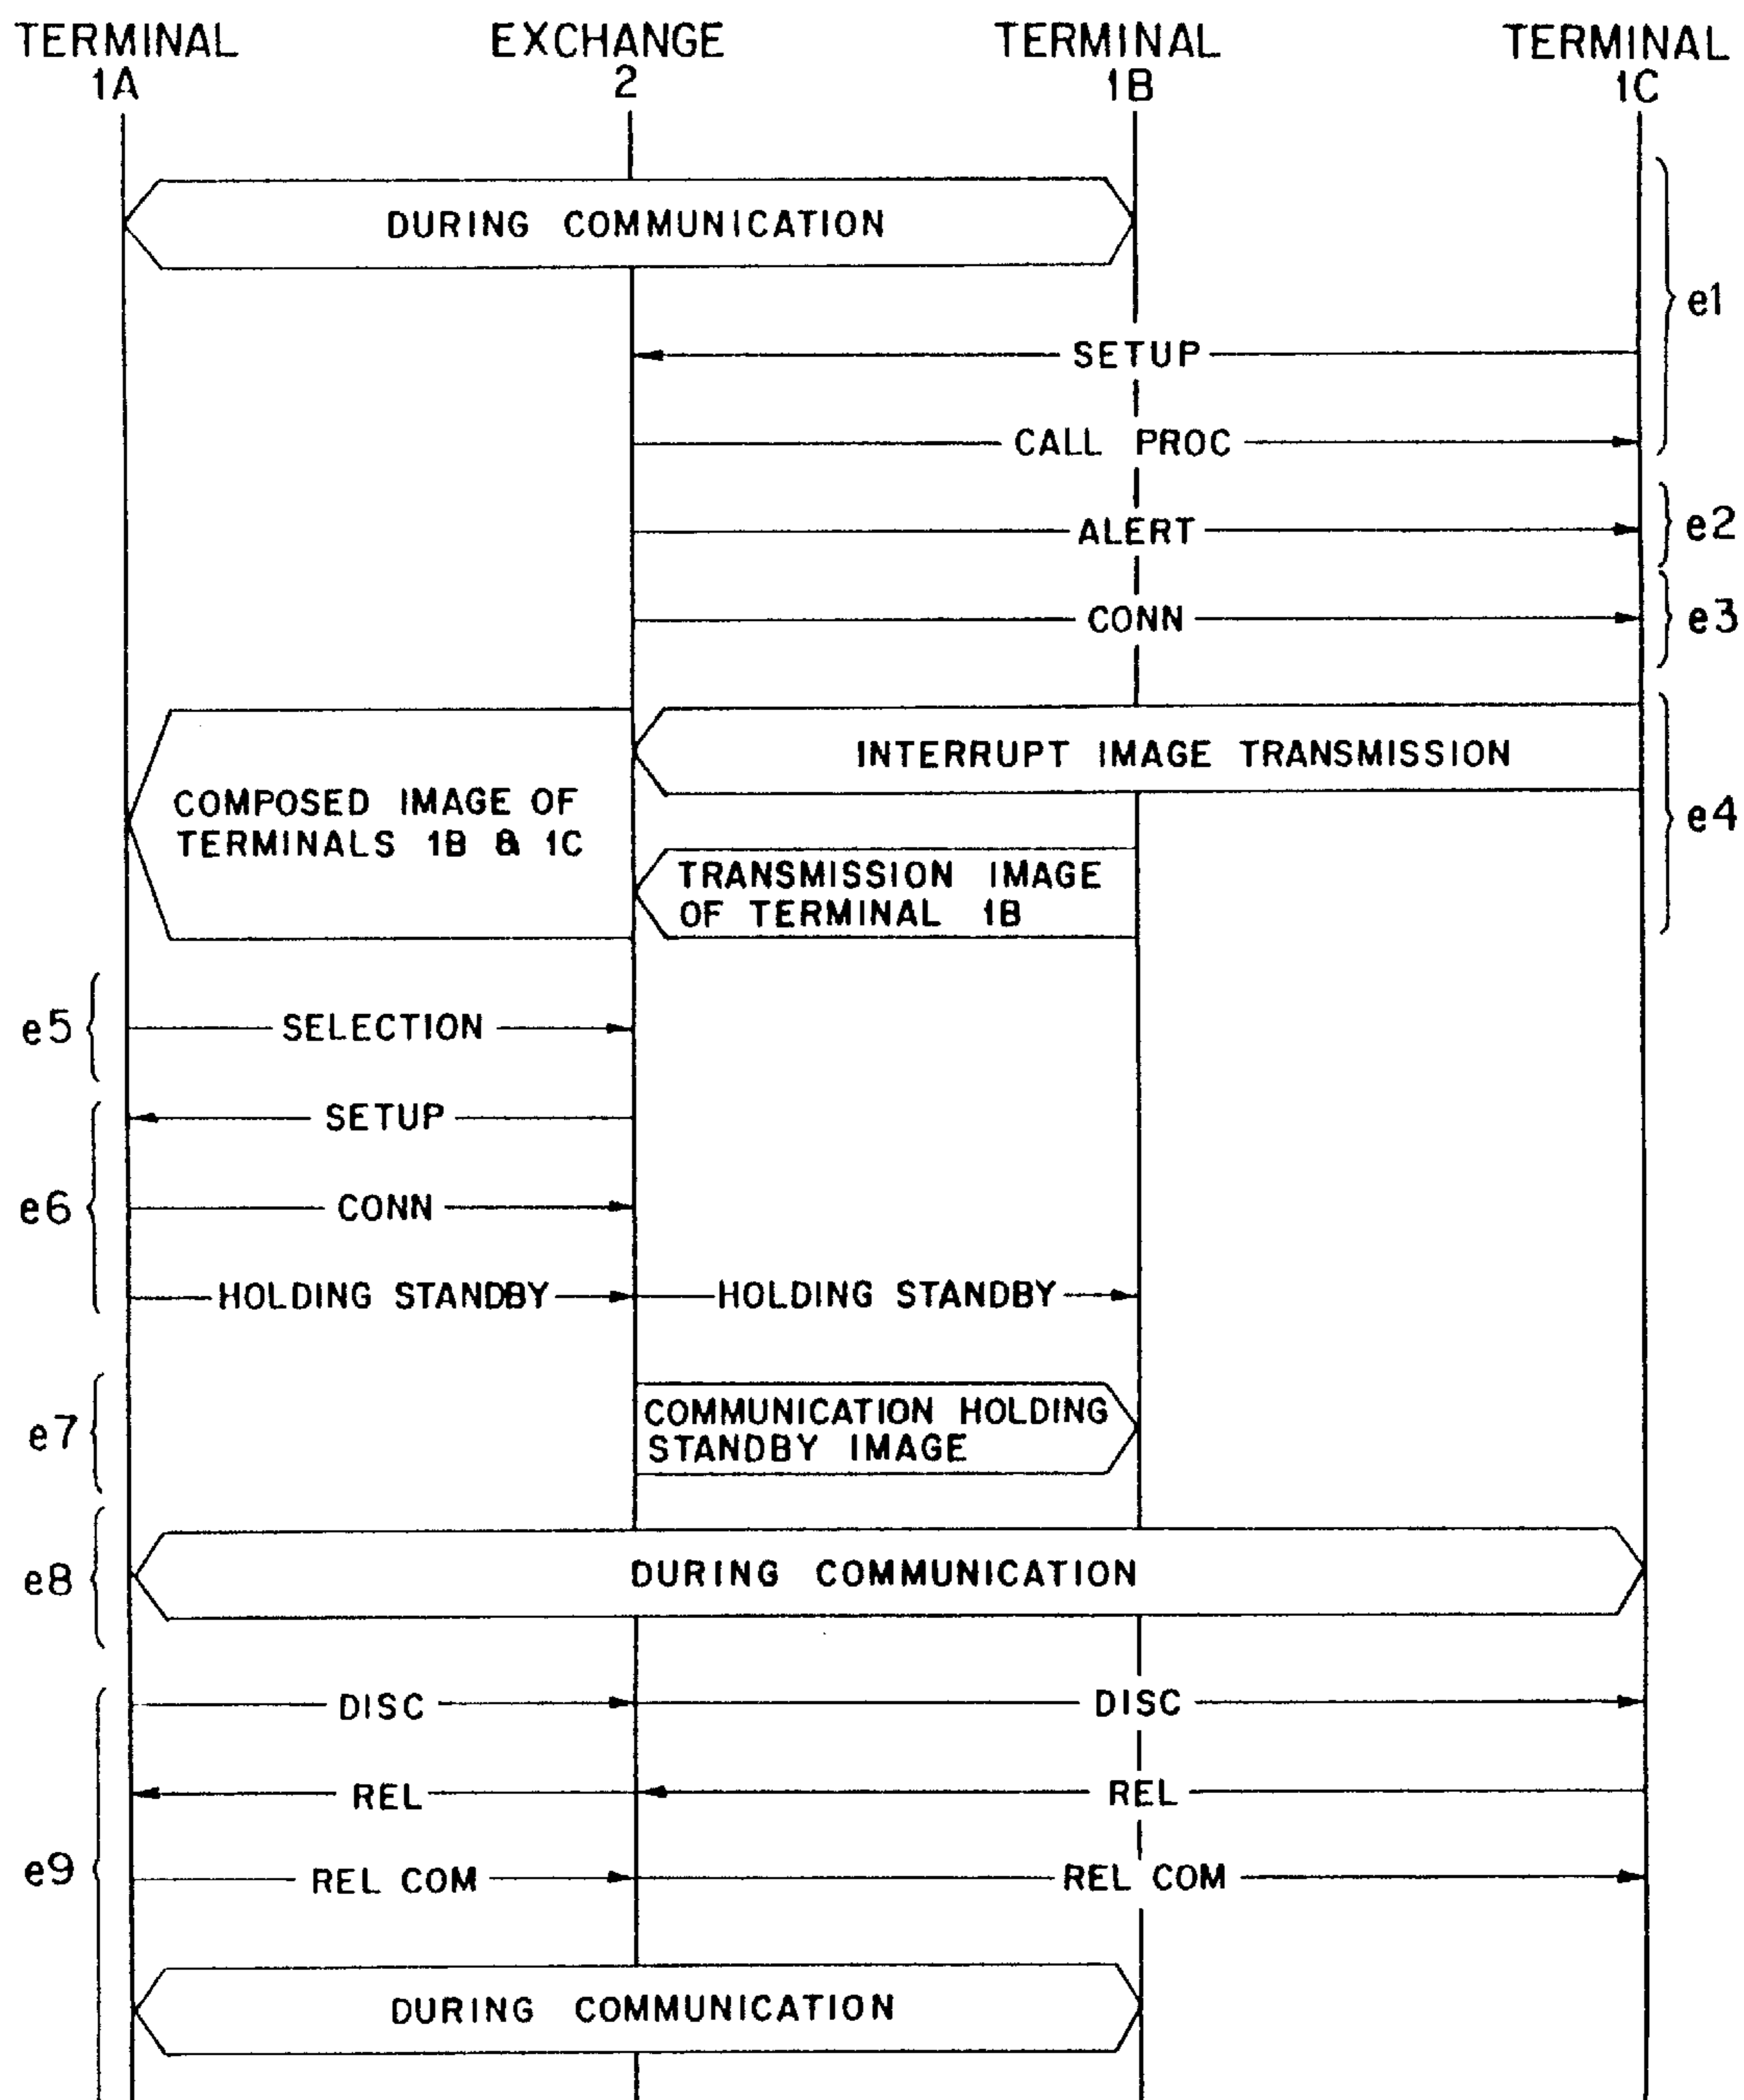 TERMINAL EXCHANGE TERMINAL TERMINAL
1A 2 1B 1C
DURING COMMUNICATION
e1
SETUP
CALL PROC
ALERT e2
CONN e3
INTERRUPT IMAGE TRANSMISSION
COMPOSED IMAGE OF
TERMINALS 1B & 1C
e4
TRANSMISSION IMAGE
OF TERMINAL 1B
e5 SELECTION
SETUP
e6 CONN
HOLDING STANDBY HOLDING STANDBY
COMMUNICATION HOLDING
STANDBY IMAGE
e7
e8 DURING COMMUNICATION
DISC DISC
REL REL
e9 REL COM REL COM
DURING COMMUNICATION